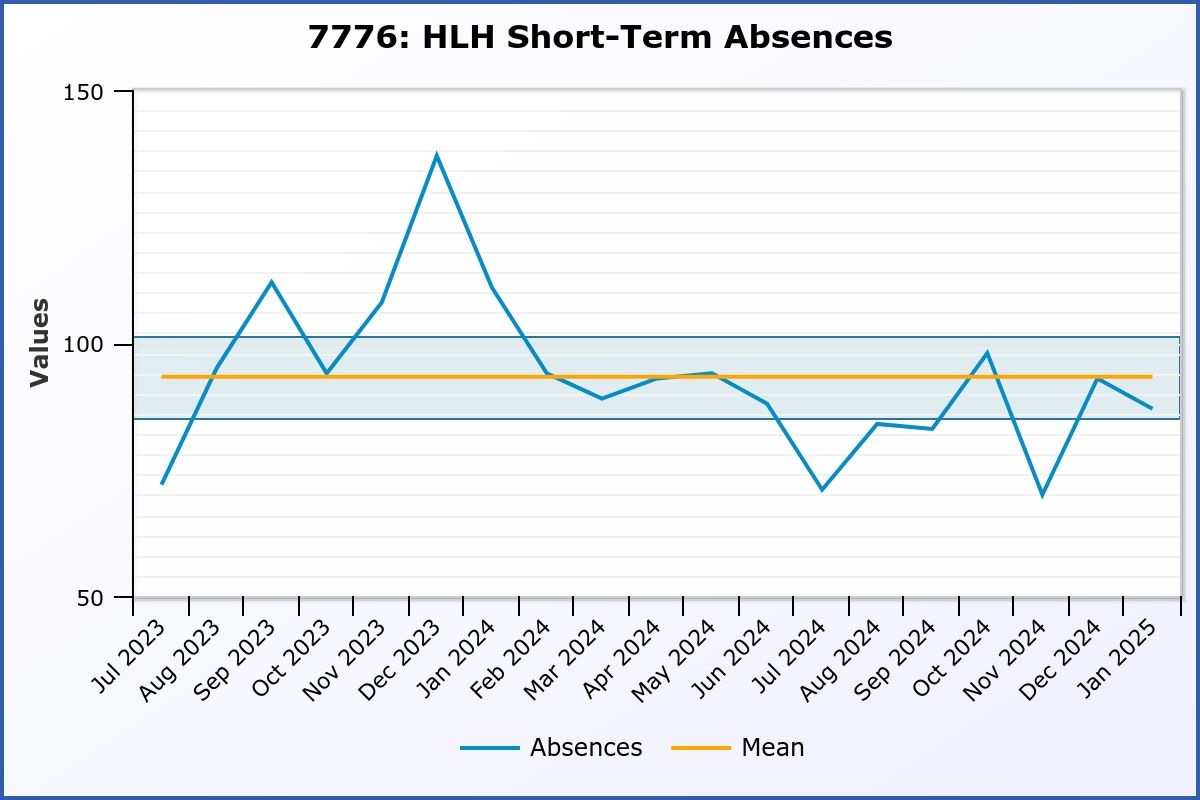 7776: HLH Short–Term Absences
150
100
50
Values
Jul 2023
Aug 2023
Sep 2023
Oct 2023
Nov 2023
Dec 2023
Jan 2024
Feb 2024
Mar 2024
Apr 2024
May 2024
Jun 2024
Jul 2024
Aug 2024
Sep 2024
Oct 2024
Nov 2024
Dec 2024
Jan 2025
Absences
Mean